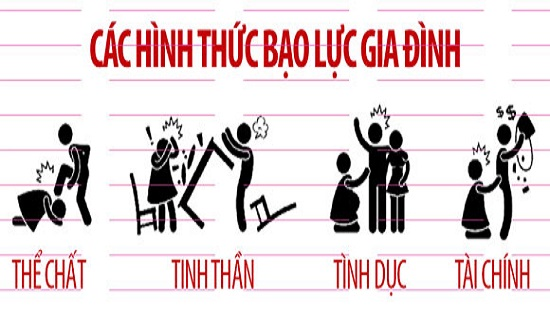 CÁC HÌNH THỨC BẠO LỰC GIA ĐÌNH
! $$
THỂ CHẤT TINH THẦN TÌNH DỤC TÀI CHÍNH